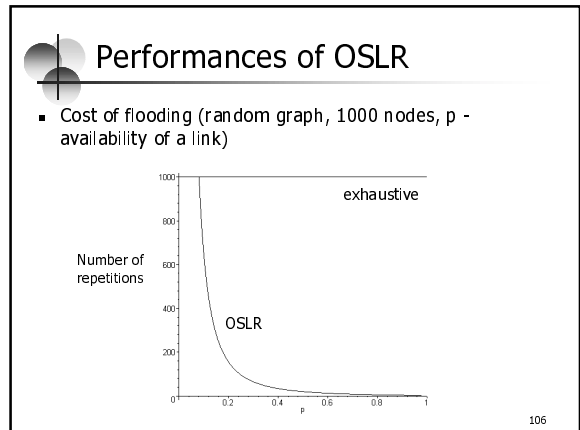 Performances of OSLR
Cost of flooding (random graph, 1000 nodes, p -
availability of a link)
1000
exhaustive
800
Number of
repetitions
600
400
OSLR
200
0
0.2
0.4
0.6
0.8
1
p
106